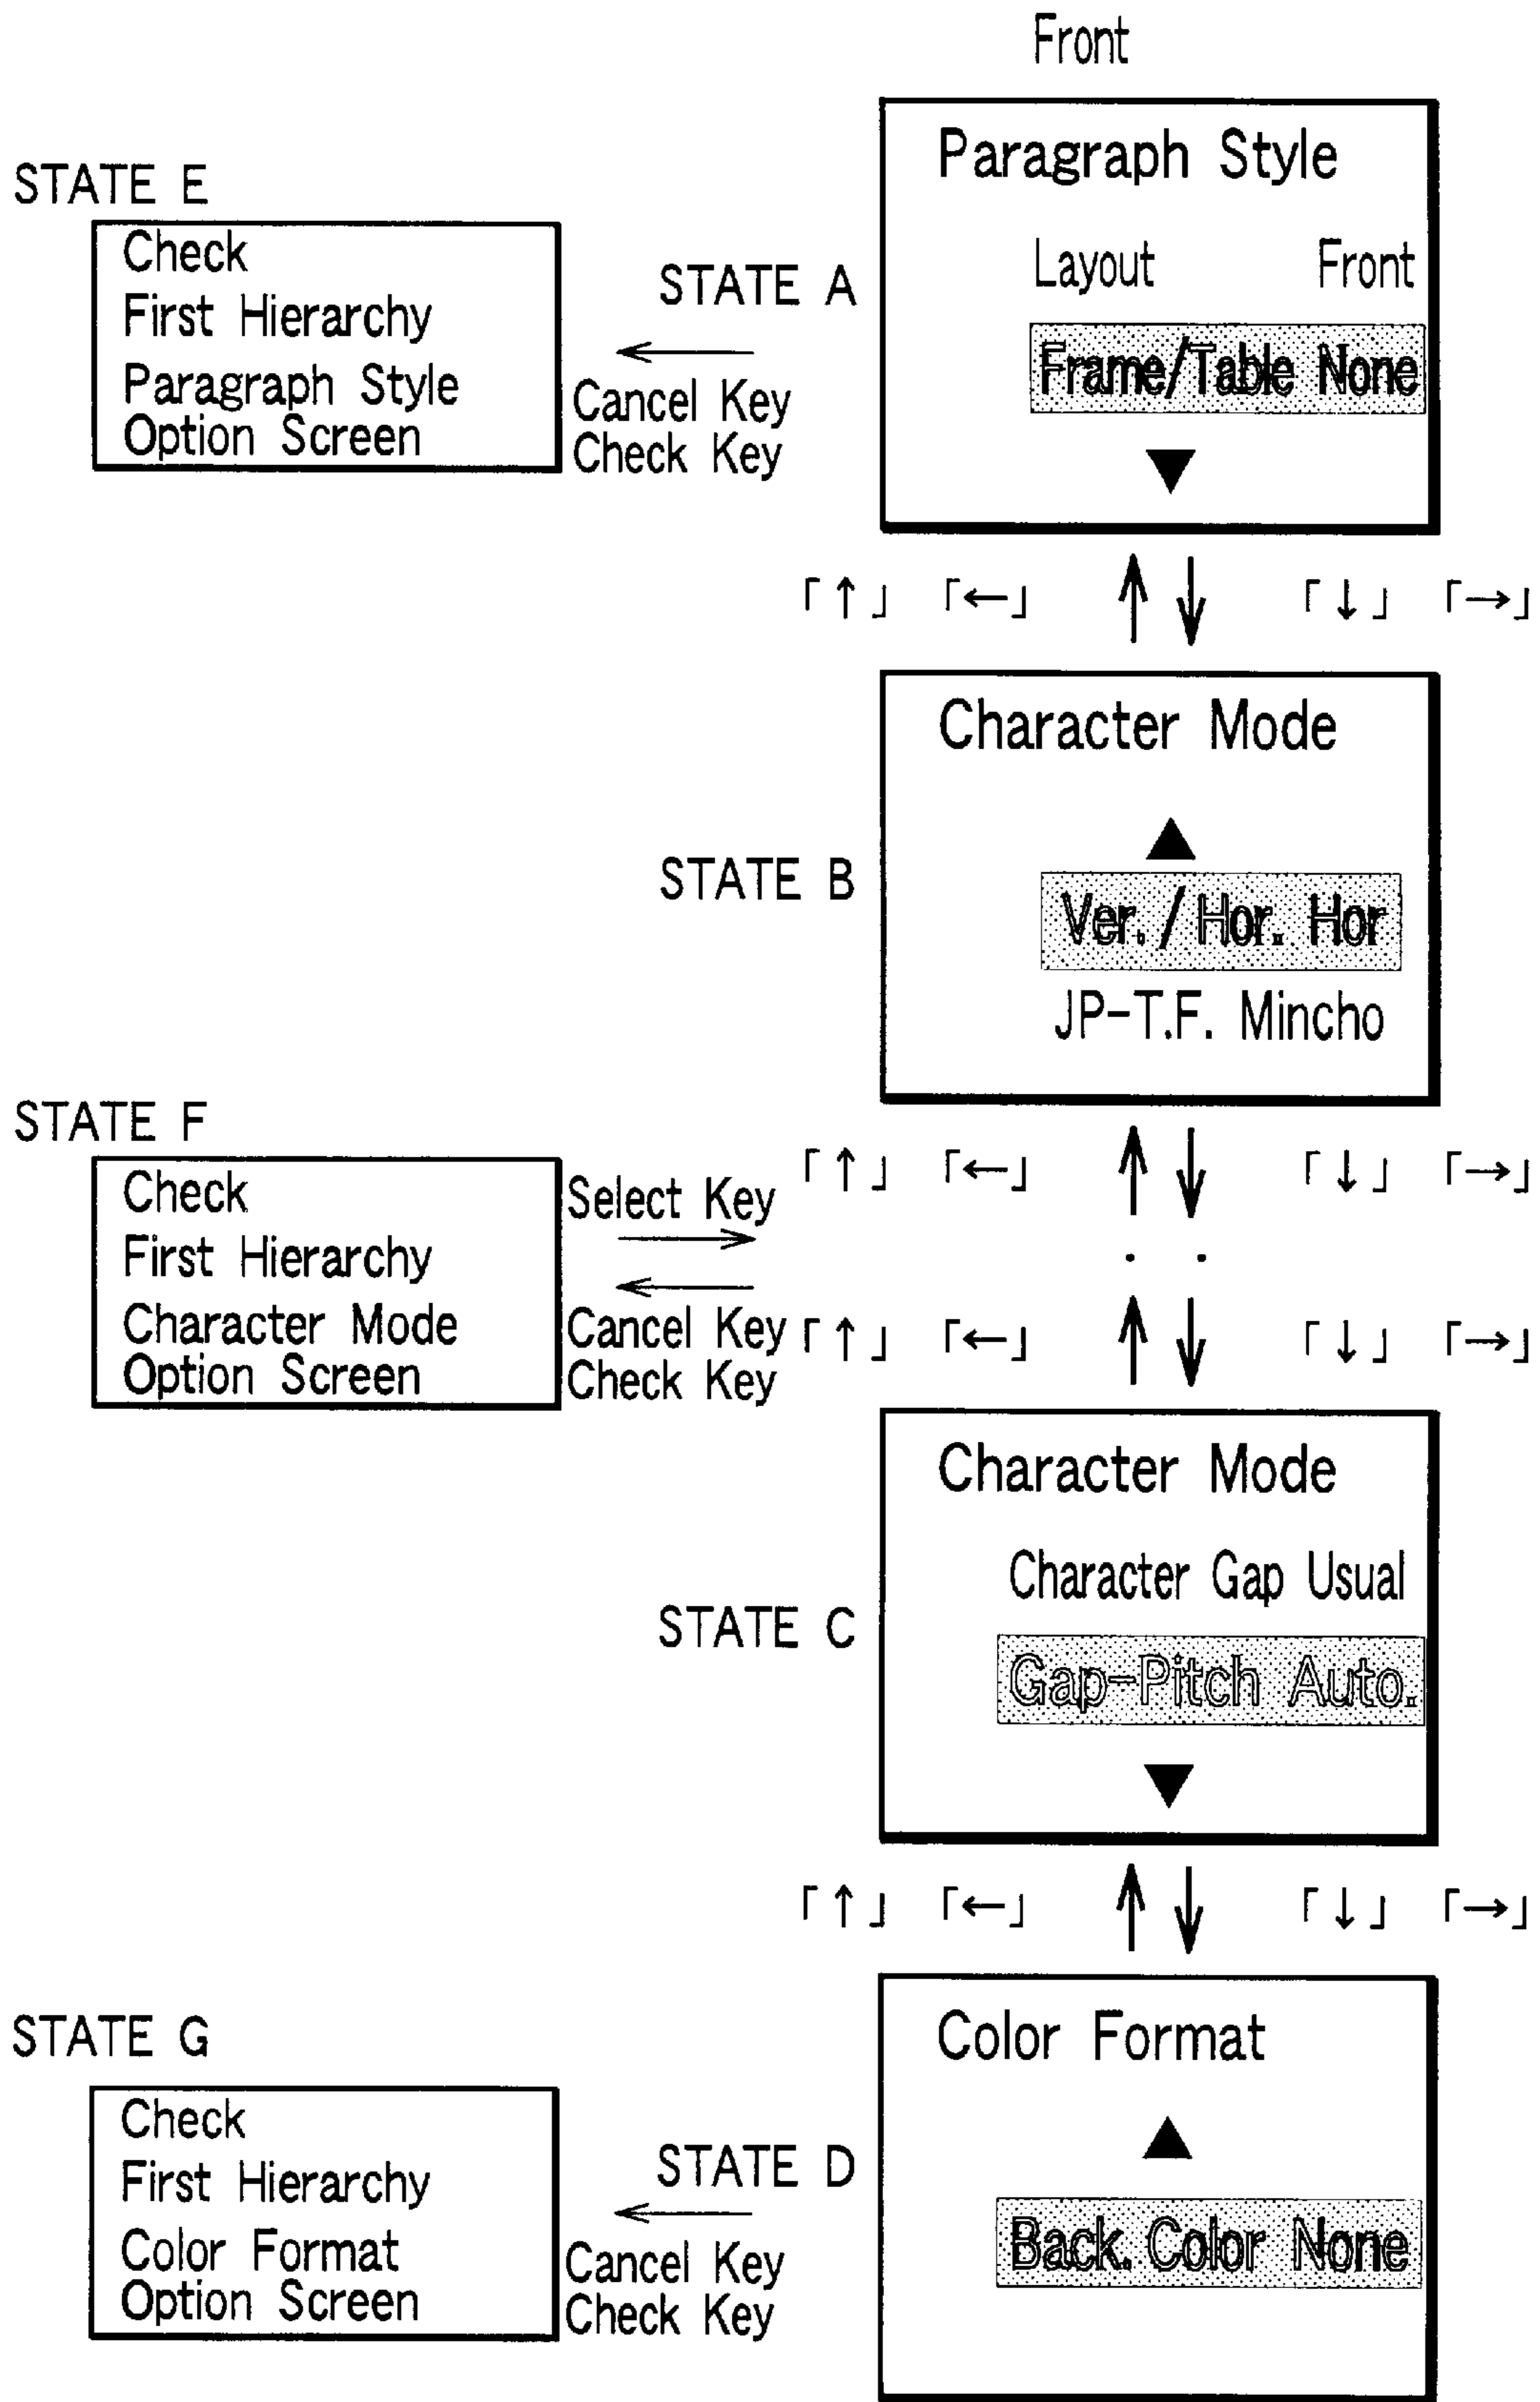 Front
Paragraph Style
Layout Front
Frame/Table None
▼
STATE A
STATE E
Check
First Hierarchy
Paragraph Style
Option Screen
←
Cancel Key
Check Key
「↑」 「←」 ↑ ↓ 「↓」 「→」
Character Mode
▲
Ver./Hor. Hor
JP-T.F. Mincho
STATE B
「↑」 「←」 ↑ ↓ 「↓」 「→」
STATE F
Check
First Hierarchy
Character Mode
Option Screen
Select Key
→
←
Cancel Key
Check Key
「↑」 「←」 ↑ ↓ 「↓」 「→」
Character Mode
Character Gap Usual
Gap-Pitch Auto.
▼
STATE C
「↑」 「←」 ↑ ↓ 「↓」 「→」
Color Format
▲
Back. Color None
STATE D
STATE G
Check
First Hierarchy
Color Format
Option Screen
←
Cancel Key
Check Key